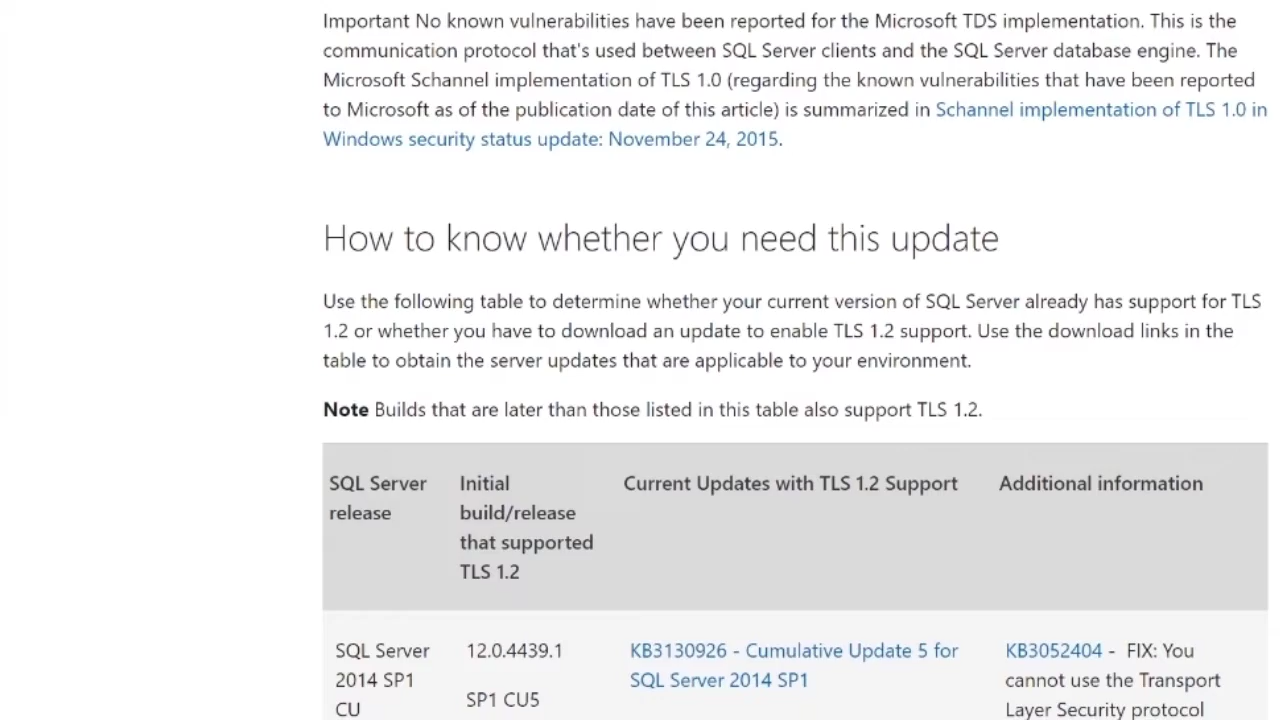 Important No known vulnerabilities have been reported for the Microsoft TDS implementation. This is the
communication protocol that's used between SQL Server clients and the SQL Server database engine. The
Microsoft Schannel implementation of TLS 1.0 (regarding the known vulnerabilities that have been reported
to Microsoft as of the publication date of this article) is summarized in Schannel implementation of TLS 1.0 in
Windows security status update: November 24, 2015.
How to know whether you need this update
Use the following table to determine whether your current version of SQL Server already has support for TLS
1.2 or whether you have to download an update to enable TLS 1.2 support. Use the download links in the
table to obtain the server updates that are applicable to your environment.
Note Builds that are later than those listed in this table also support TLS 1.2.
SQL Server
release
Initial
build/release
that supported
TLS 1.2
Current Updates with TLS 1.2 Support
Additional information
SQL Server
2014 SP1
CU
12.0.4439.1
SP1 CU5
KB3130926 - Cumulative Update 5 for
SQL Server 2014 SP1
KB3052404 - FIX: You
cannot use the Transport
Layer Security protocol